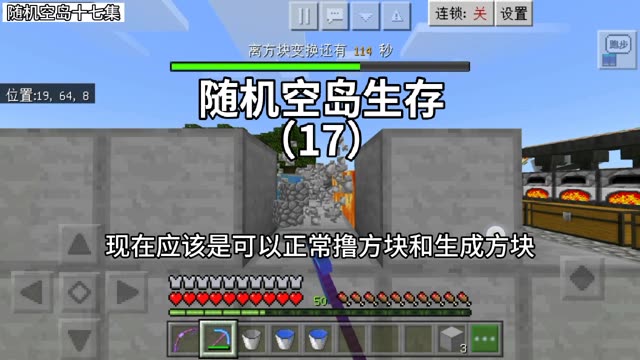 随机空岛十七集
连锁: 关
设置
离方块变换还有 114 秒
跑步
位置:19, 64, 8
随机空岛生存
（17）
现在应该是可以正常撸方块和生成方块
50
3